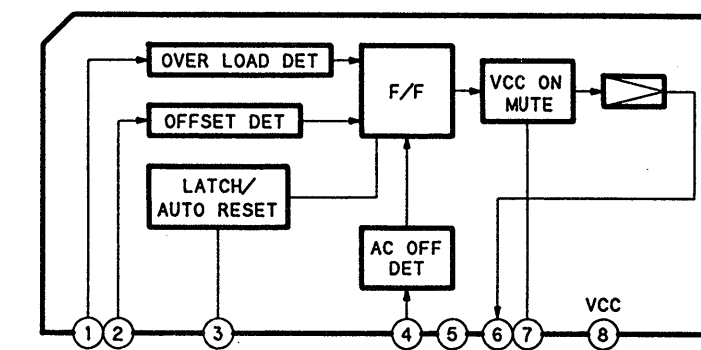 OVER LOAD DET
F/F
VCC ON
MUTE
OFFSET DET
LATCH/
AUTO RESET
AC OFF
DET
VCC
1 2 3 4 5 6 7 8